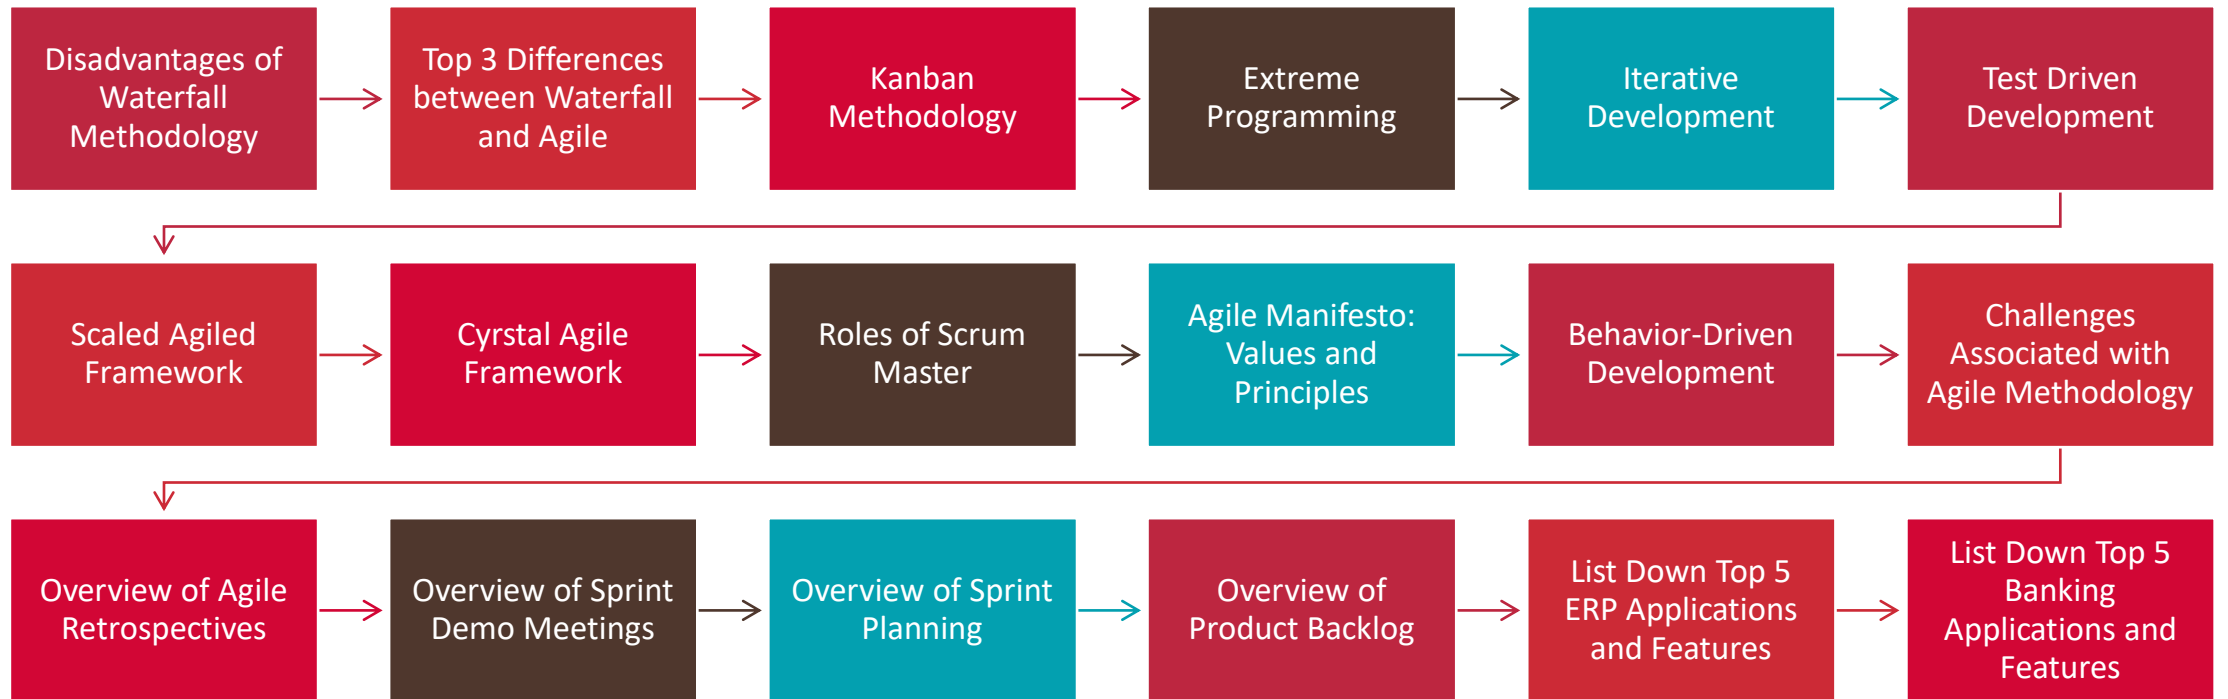 Disadvantages of
Waterfall
Methodology
Top 3 Differences
between Waterfall
and Agile
Kanban
Methodology
Extreme
Programming
Iterative
Development
Test Driven
Development
Scaled Agiled
Framework
Cyrstal Agile
Framework
Roles of Scrum
Master
Agile Manifesto:
Values and
Principles
Behavior-Driven
Development
Challenges
Associated with
Agile Methodology
Overview of Agile
Retrospectives
Overview of Sprint
Demo Meetings
Overview of Sprint
Planning
Overview of
Product Backlog
List Down Top 5
ERP Applications
and Features
List Down Top 5
Banking
Applications and
Features